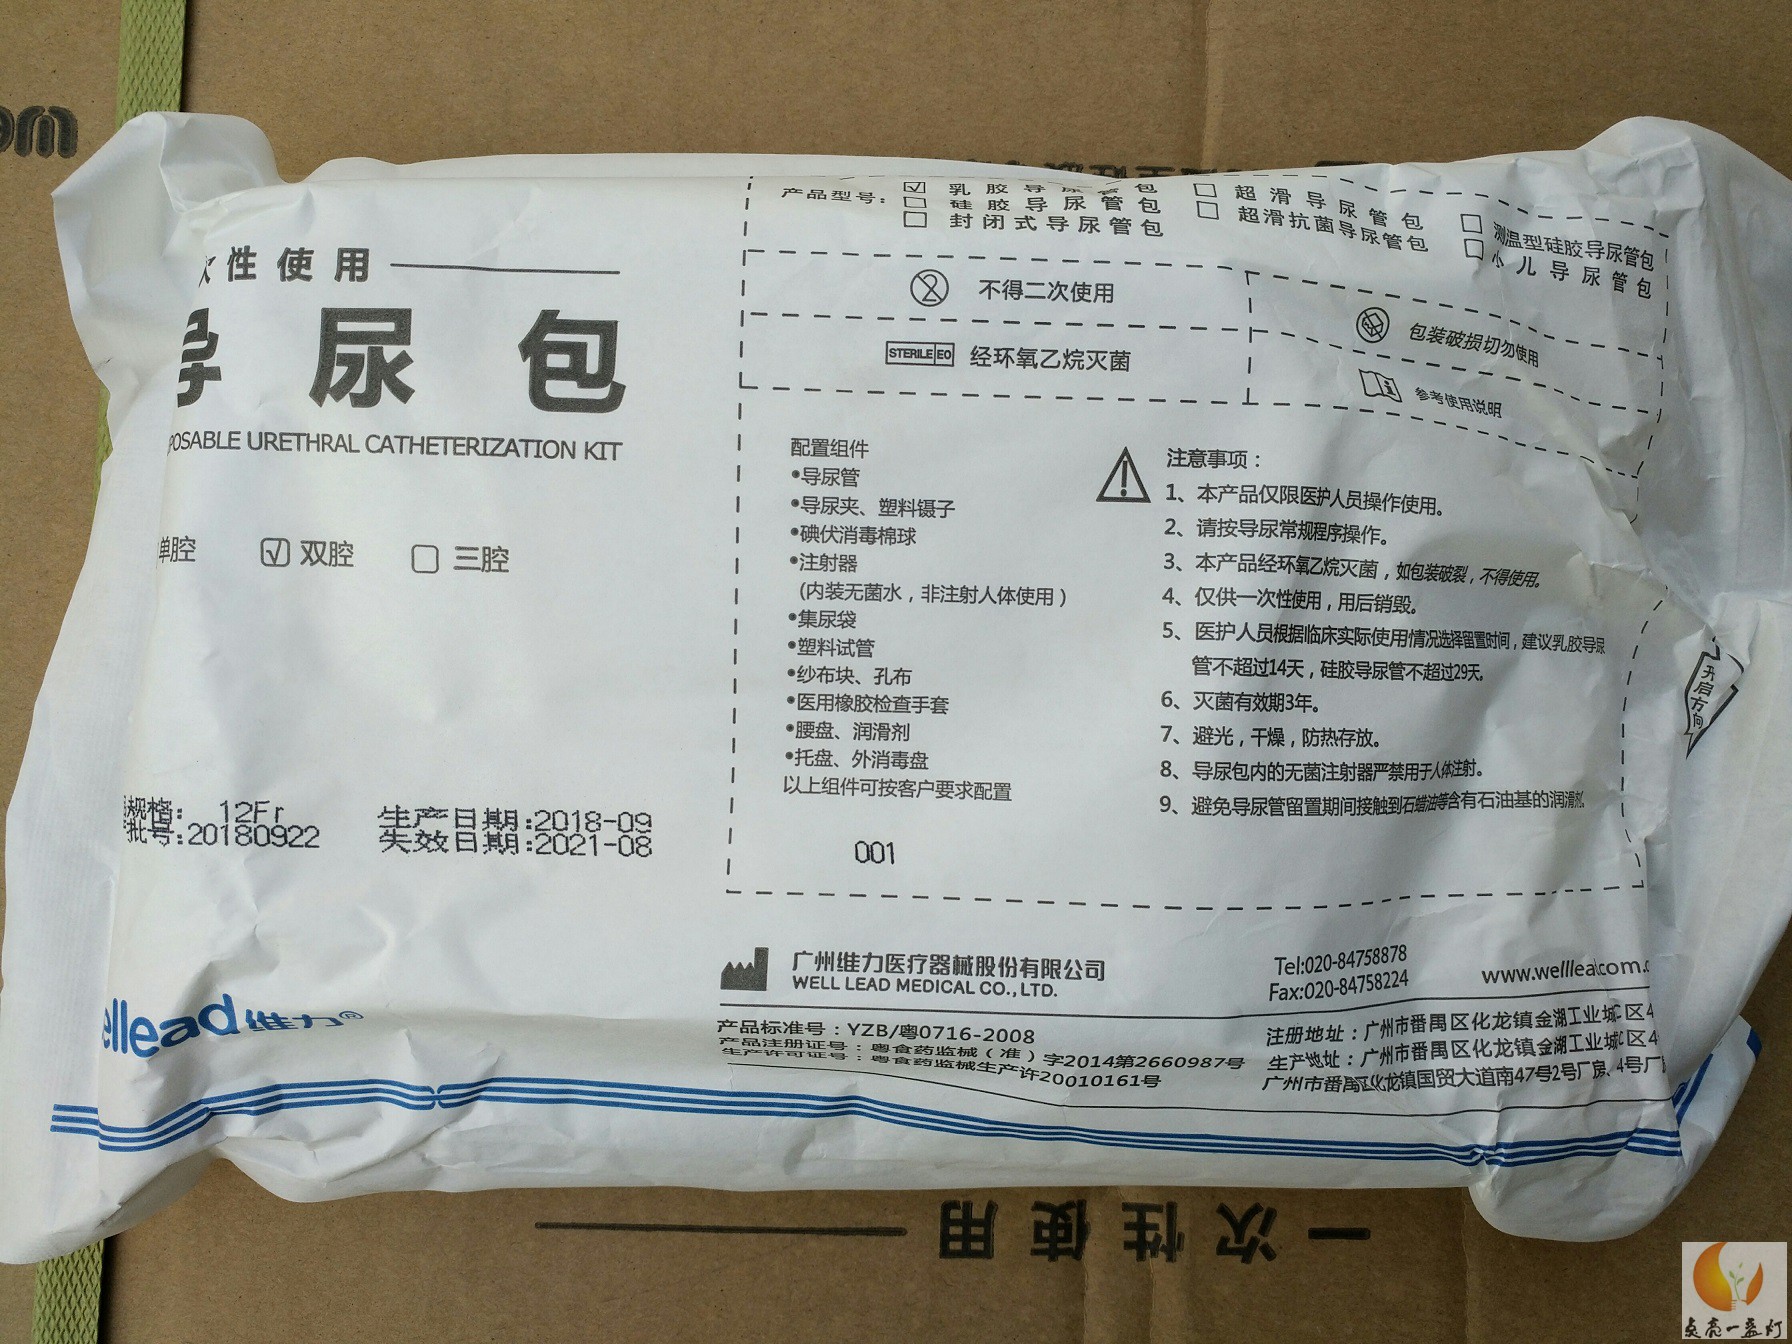 次性使用
导尿包
POSABLE URETHRAL CATHETERIZATION KIT
单腔 双腔 三腔
规格: 12Fr
批号:20180922
生产日期:2018-09
失效日期:2021-08
ellead 维力®
产品型号：
乳胶导尿管包
硅胶导尿管包
封闭式导尿管包
超滑导尿管包
超滑抗菌导尿管包
测温型硅胶导尿管包
小儿导尿管包
不得二次使用
包装破损切勿使用
STERILE EO 经环氧乙烷灭菌
参考使用说明
配置组件
•导尿管
•导尿夹、塑料镊子
•碘伏消毒棉球
•注射器
(内装无菌水，非注射人体使用）
•集尿袋
•塑料试管
•纱布块、孔布
•医用橡胶检查手套
•腰盘、润滑剂
•托盘、外消毒盘
以上组件可按客户要求配置
001
注意事项：
1、本产品仅限医护人员操作使用。
2、请按导尿常规程序操作。
3、本产品经环氧乙烷灭菌，如包装破裂，不得使用。
4、仅供一次性使用，用后销毁。
5、医护人员根据临床实际使用情况选择留置时间，建议乳胶导尿
管不超过14天，硅胶导尿管不超过29天。
6、灭菌有效期3年。
7、避光，干燥，防热存放。
8、导尿包内的无菌注射器严禁用于人体注射。
9、避免导尿管留置期间接触到石蜡油等含有石油基的润滑剂
开启方向
广州维力医疗器械股份有限公司
WELL LEAD MEDICAL CO.,LTD.
Tel:020-84758878
Fax:020-84758224
www.welllea.com.c
产品标准号：YZB/粤0716-2008
产品注册证号：粤食药监械（准）字2014第2660987号
生产许可证号：粤食药监械生产许20010161号
注册地址：广州市番禺区化龙镇金湖工业城C区4
生产地址：广州市番禺区化龙镇金湖工业城C区4
广州市番禺区化龙镇国贸大道南47号2号厂房、4号厂
一次性使用
点亮一盏灯